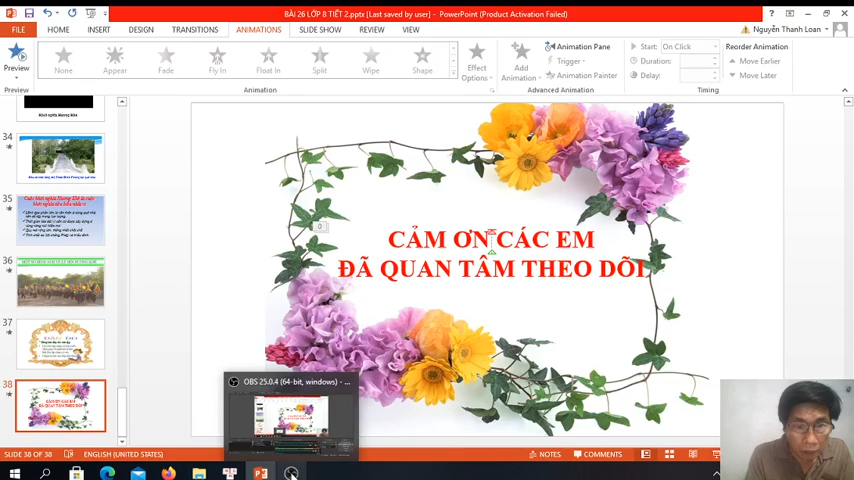 BÀI 26 LỚP 8 TIẾT 2.pptx [Last saved by user] - PowerPoint (Product Activation Failed)
FILE HOME INSERT DESIGN TRANSITIONS ANIMATIONS SLIDE SHOW REVIEW VIEW Nguyễn Thanh Loan
Preview
None Appear Fade Fly In Float In Split Wipe Shape
Effect Options
Add Animation
Animation Pane
Trigger
Animation Painter
Start: On Click
Duration:
Delay:
Reorder Animation
Move Earlier
Move Later
Preview Animation Advanced Animation Timing
34
35
36
37
38
0
CẢM ƠN CÁC EM
ĐÃ QUAN TÂM THEO DÕI
OBS 25.0.4 (64-bit, windows) - ...
SLIDE 38 OF 38 ENGLISH (UNITED STATES) NOTES COMMENTS